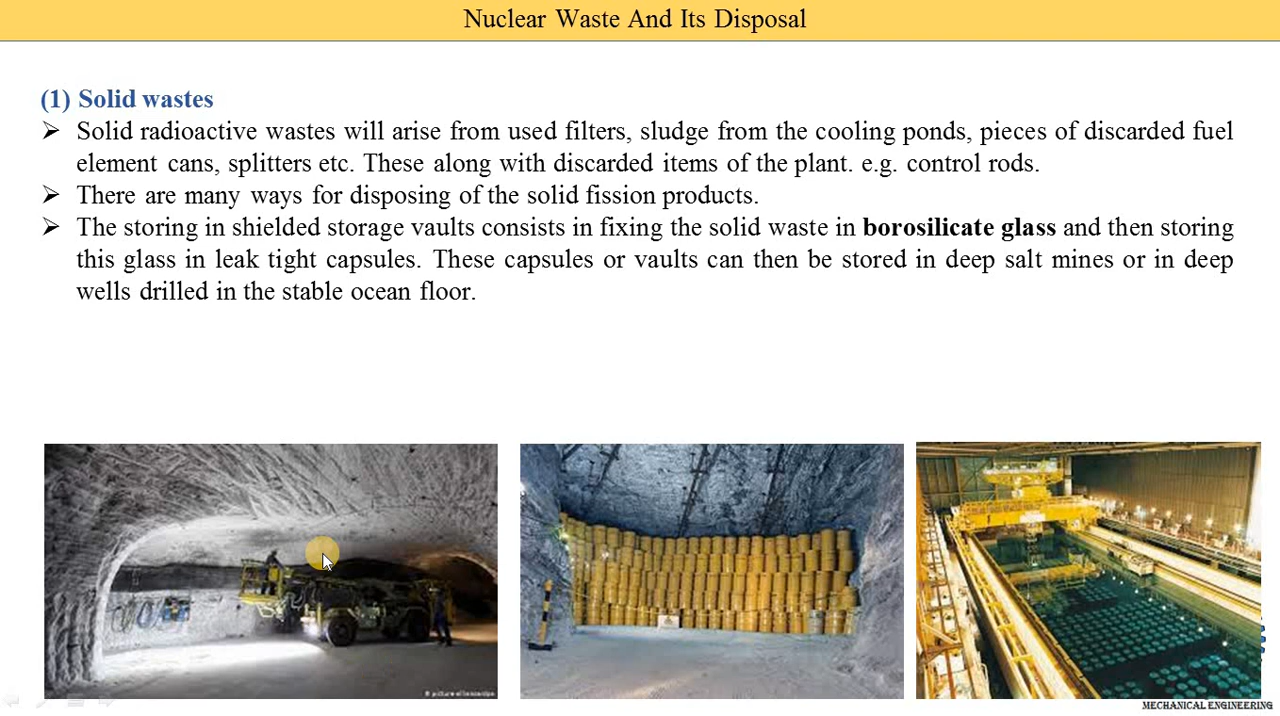 Nuclear Waste And Its Disposal
(1) Solid wastes
➢ Solid radioactive wastes will arise from used filters, sludge from the cooling ponds, pieces of discarded fuel
element cans, splitters etc. These along with discarded items of the plant. e.g. control rods.
➢ There are many ways for disposing of the solid fission products.
➢ The storing in shielded storage vaults consists in fixing the solid waste in borosilicate glass and then storing
this glass in leak tight capsules. These capsules or vaults can then be stored in deep salt mines or in deep
wells drilled in the stable ocean floor.
MECHANICAL ENGINEERING